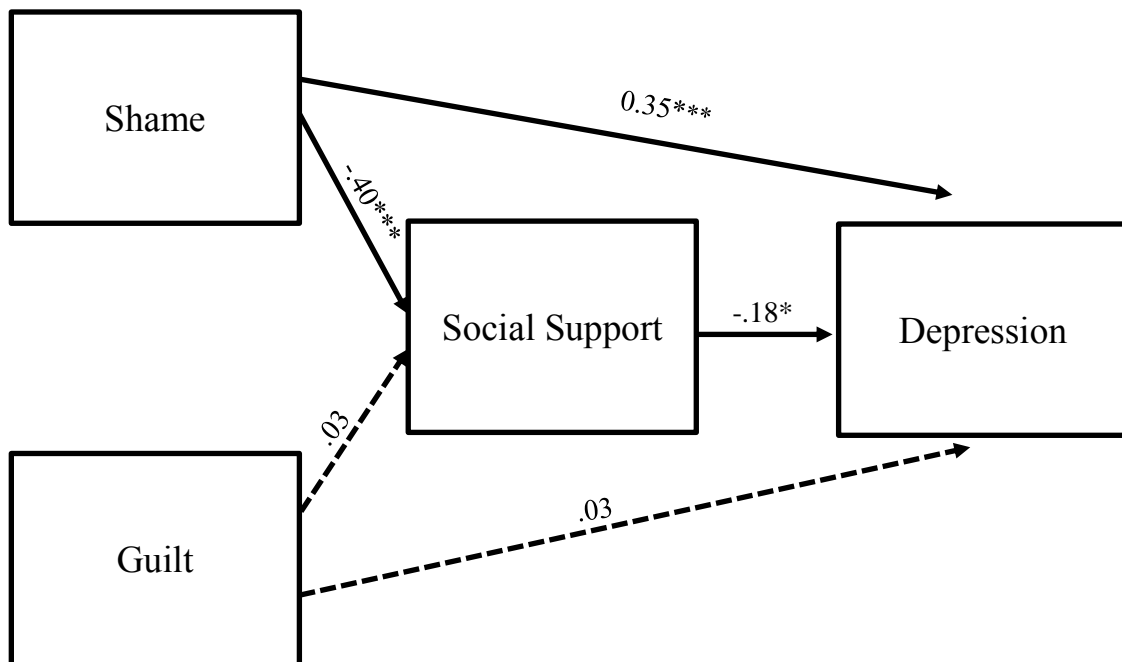 Shame
0.35***
-.40***
Social Support
-.18*
Depression
.03
.03
Guilt